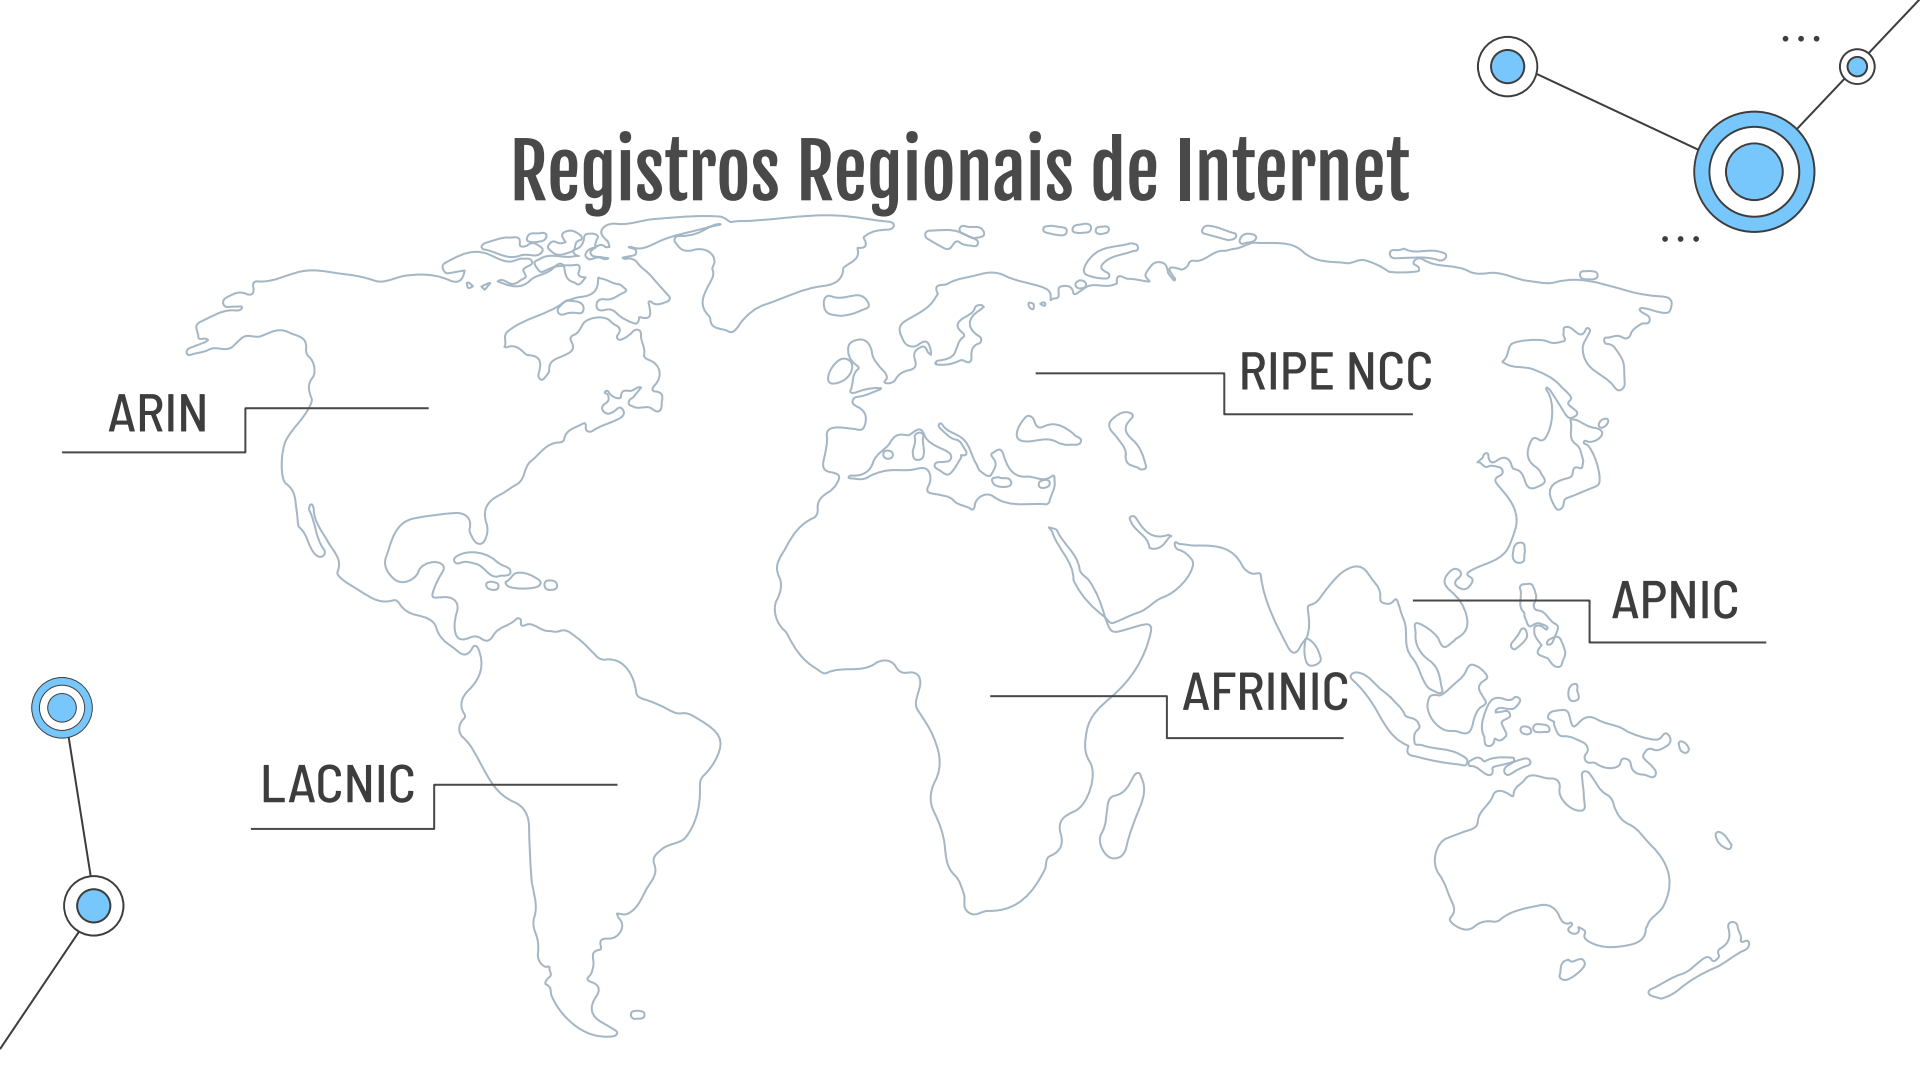 Registros Regionais de Internet
RIPE NCC
ARIN
APNIC
AFRINIC
LACNIC